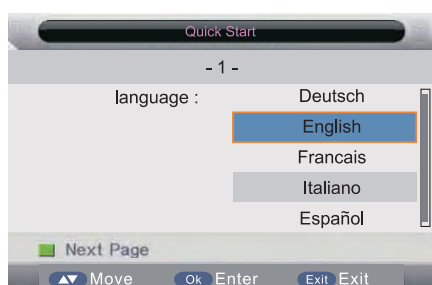 Quick Start
- 1 -
language : Deutsch
English
Francais
Italiano
Español
Next Page
Move Ok Enter Exit Exit